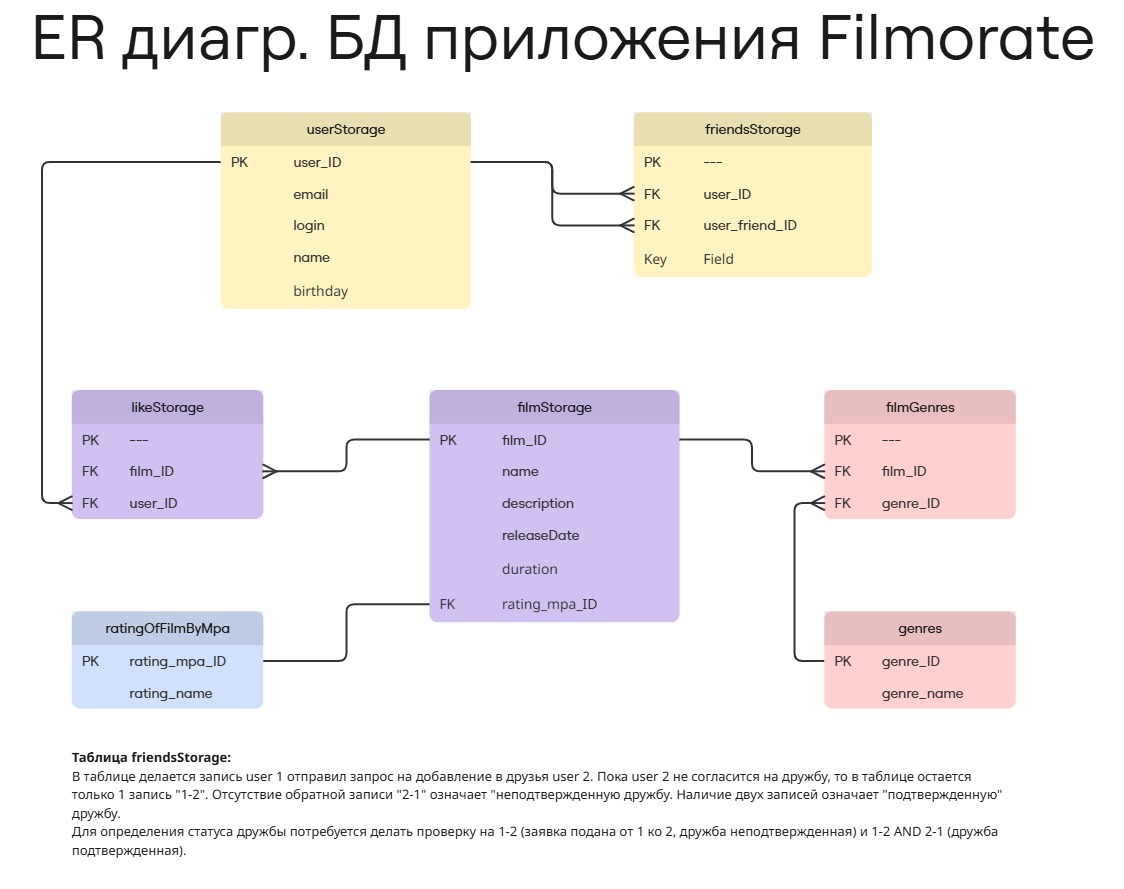 ER диагр. БД приложения Filmorate
userStorage
PK user_ID
email
login
name
birthday
friendsStorage
PK ---
FK user_ID
FK user_friend_ID
Key Field
likeStorage
PK ---
FK film_ID
FK user_ID
filmStorage
PK film_ID
name
description
releaseDate
duration
FK rating_mpa_ID
filmGenres
PK ---
FK film_ID
FK genre_ID
ratingOfFilmByMpa
PK rating_mpa_ID
rating_name
genres
PK genre_ID
genre_name
Таблица friendsStorage:
В таблице делается запись user 1 отправил запрос на добавление в друзья user 2. Пока user 2 не согласится на дружбу, то в таблице остается
только 1 запись "1-2". Отсутствие обратной записи "2-1" означает "неподтвержденную дружбу. Наличие двух записей означает "подтвержденную"
дружбу.
Для определения статуса дружбы потребуется делать проверку на 1-2 (заявка подана от 1 ко 2, дружба неподтвержденная) и 1-2 AND 2-1 (дружба
подтвержденная).